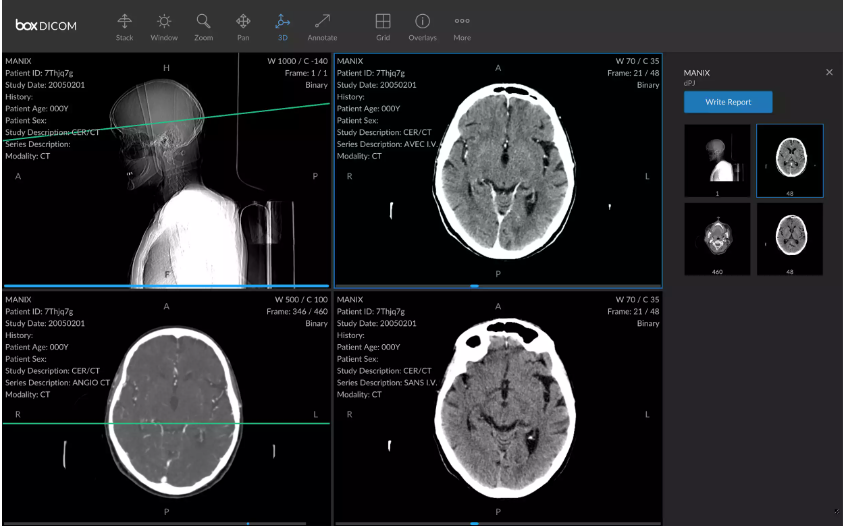 box DICOM
Stack Window Zoom Pan 3D Annotate Grid Overlays More
MANIX
Patient ID: 7Thjq7g
Study Date: 20050201
History:
Patient Age: 000Y
Patient Sex:
Study Description: CER/CT
Series Description:
Modality: CT
W 1000 / C -140
Frame: 1 / 1
Binary
H
A
P
F
MANIX
Patient ID: 7Thjq7g
Study Date: 20050201
History:
Patient Age: 000Y
Patient Sex:
Study Description: CER/CT
Series Description: AVEC I.V.
Modality: CT
W 70 / C 35
Frame: 21 / 48
Binary
A
R
L
P
MANIX
Patient ID: 7Thjq7g
Study Date: 20050201
History:
Patient Age: 000Y
Patient Sex:
Study Description: CER/CT
Series Description: ANGIO CT
Modality: CT
W 500 / C 100
Frame: 346 / 460
Binary
A
R
L
P
MANIX
Patient ID: 7Thjq7g
Study Date: 20050201
History:
Patient Age: 000Y
Patient Sex:
Study Description: CER/CT
Series Description: SANS I.V.
Modality: CT
W 70 / C 35
Frame: 21 / 48
Binary
A
R
L
P
MANIX
dPJ
Write Report
1
48
460
48